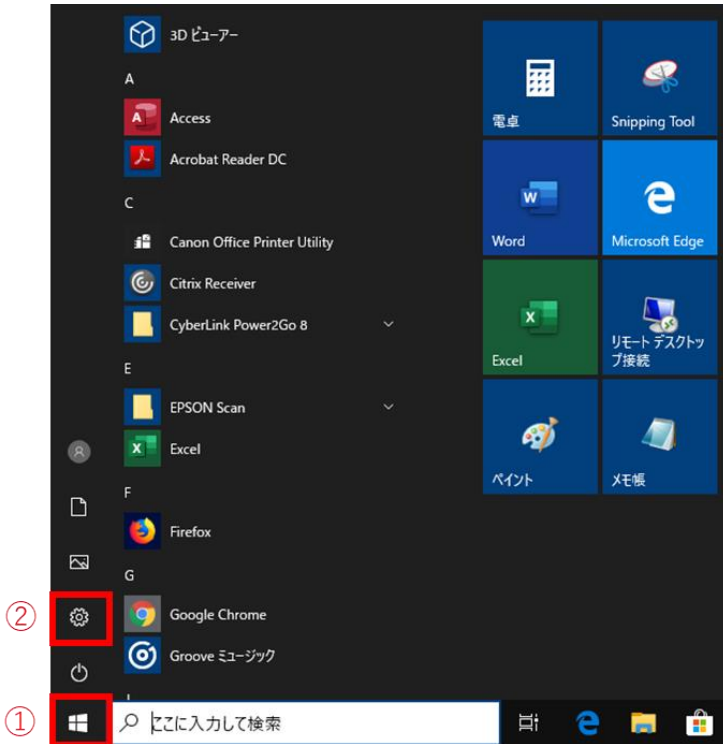 3D ビューアー
A
Access
Acrobat Reader DC
C
Canon Office Printer Utility
Citrix Receiver
CyberLink Power2Go 8
E
EPSON Scan
Excel
F
Firefox
G
Google Chrome
Groove ミュージック
電卓
Snipping Tool
Word
Microsoft Edge
Excel
リモート デスクトッ
プ接続
ペイント
メモ帳
②
①
ここに入力して検索